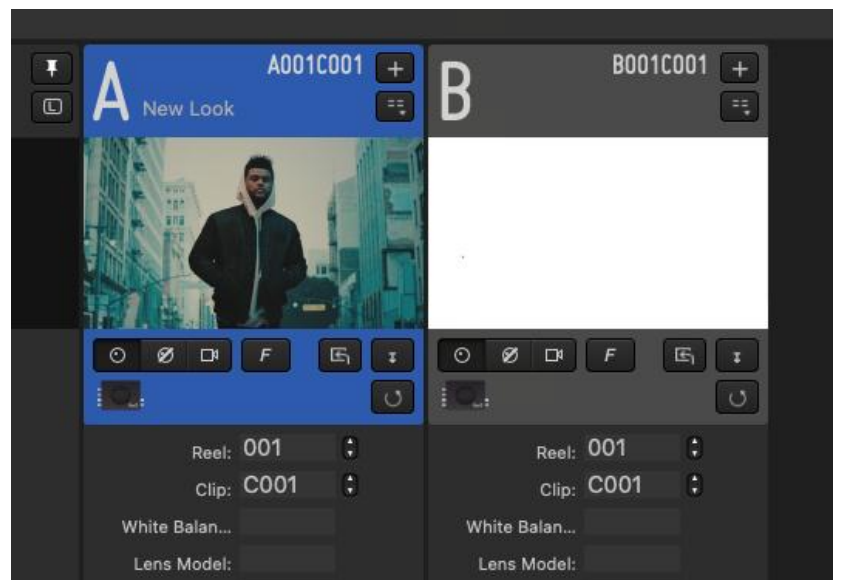 L
A
A001C001
New Look
F
Reel: 001
Clip: C001
White Balan...
Lens Model:
B
B001C001
F
Reel: 001
Clip: C001
White Balan...
Lens Model: